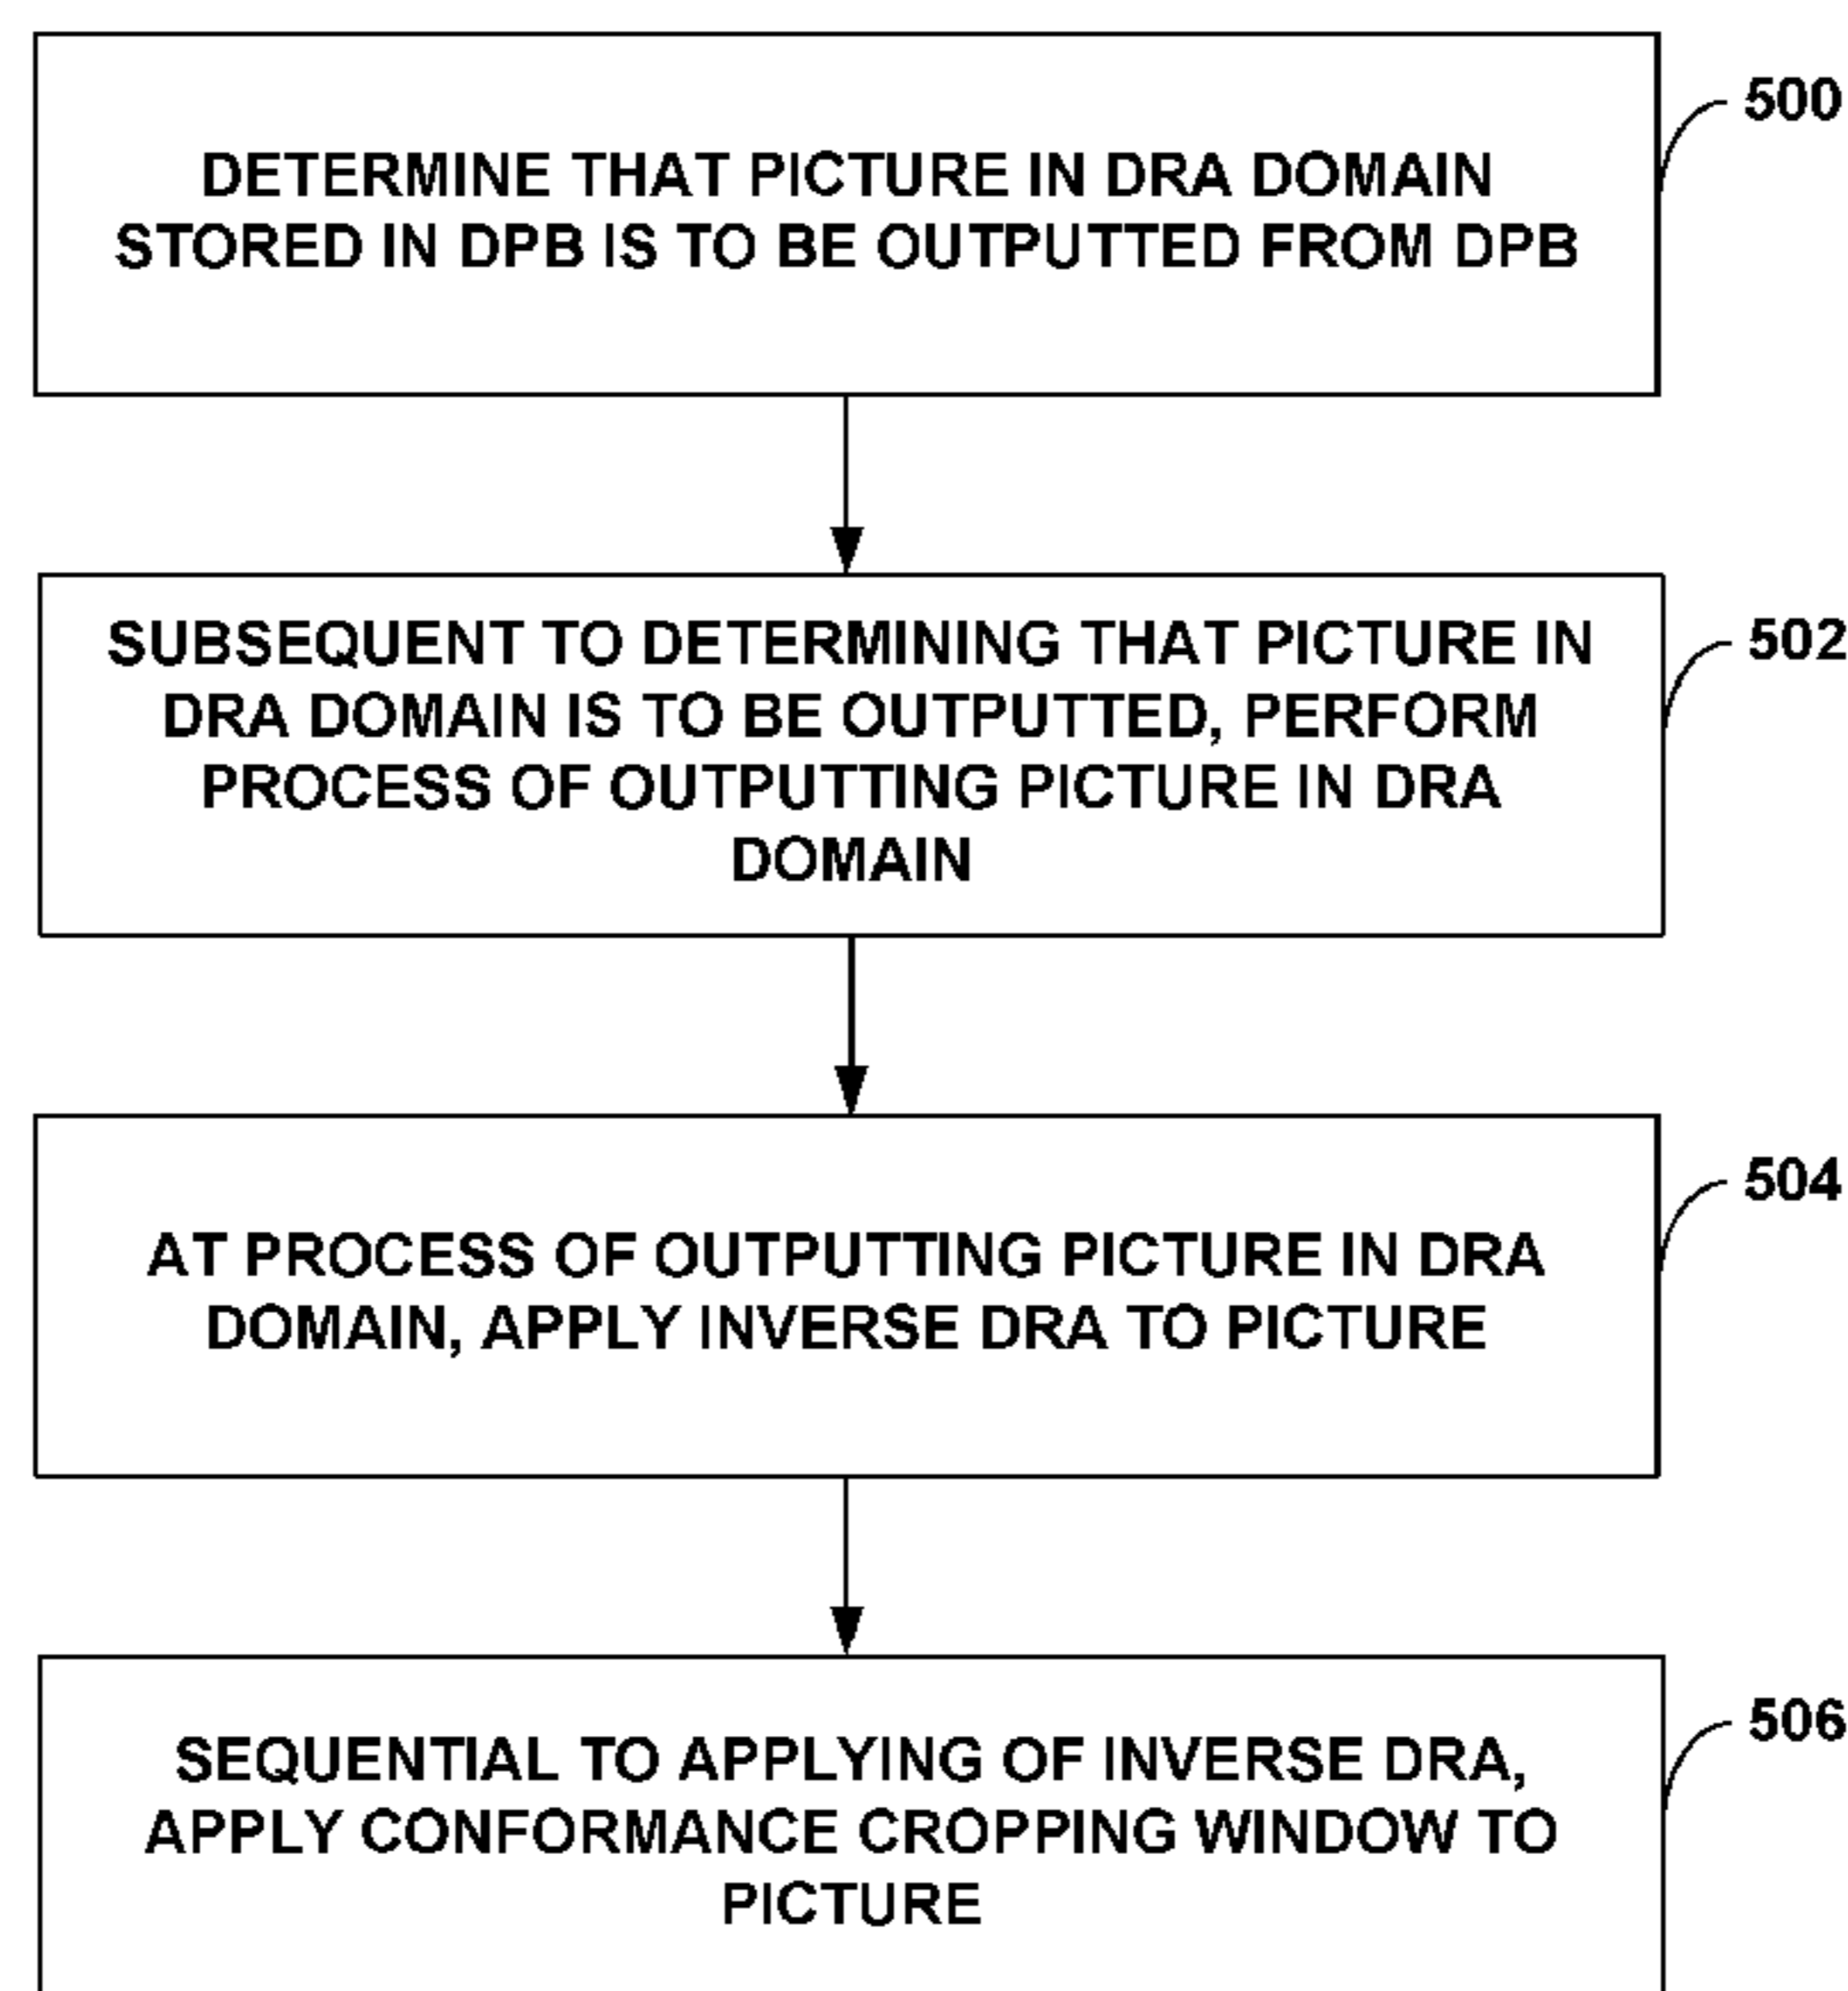 500
DETERMINE THAT PICTURE IN DRA DOMAIN
STORED IN DPB IS TO BE OUTPUTTED FROM DPB
502
SUBSEQUENT TO DETERMINING THAT PICTURE IN
DRA DOMAIN IS TO BE OUTPUTTED, PERFORM
PROCESS OF OUTPUTTING PICTURE IN DRA
DOMAIN
504
AT PROCESS OF OUTPUTTING PICTURE IN DRA
DOMAIN, APPLY INVERSE DRA TO PICTURE
506
SEQUENTIAL TO APPLYING OF INVERSE DRA,
APPLY CONFORMANCE CROPPING WINDOW TO
PICTURE